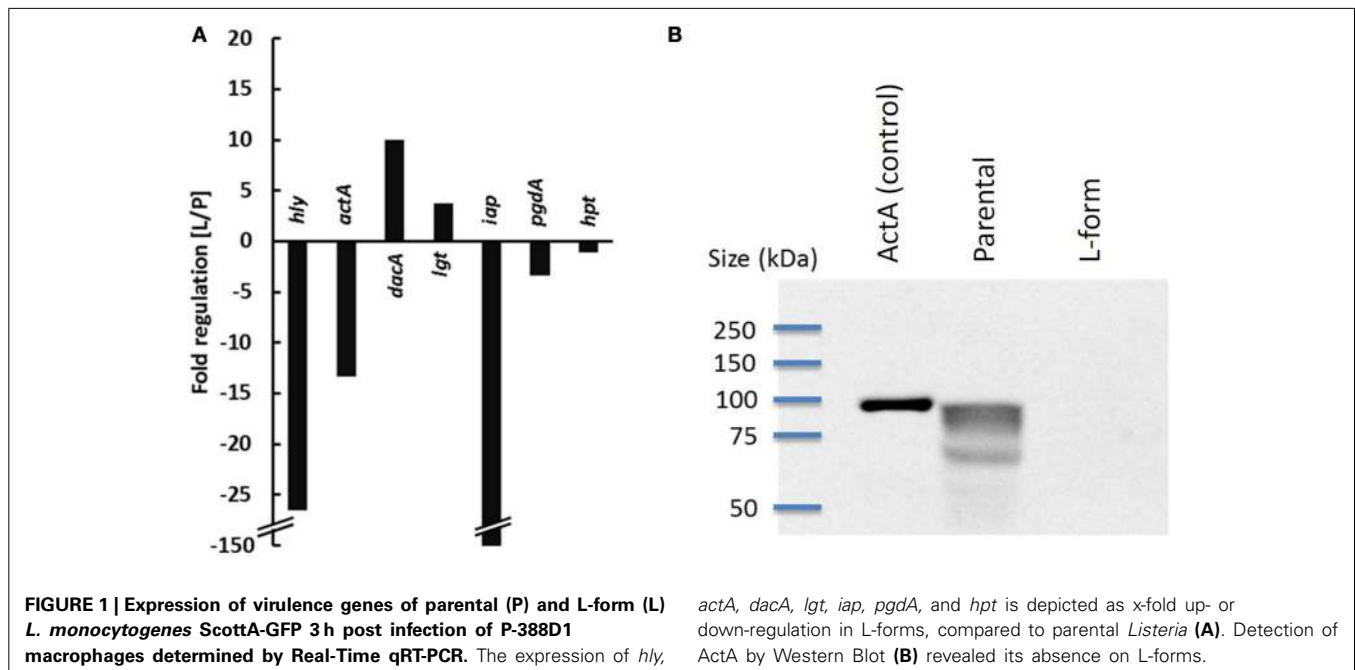 A
20
15
10
5
0
-5
-10
-15
-20
-25
-150
Fold regulation [L/P]
hly
actA
dacA
lgt
iap
pgdA
hpt
B
Size (kDa)
ActA (control)
Parental
L-form
250
150
100
75
50
FIGURE 1 | Expression of virulence genes of parental (P) and L-form (L)
L. monocytogenes ScottA-GFP 3 h post infection of P-388D1
macrophages determined by Real-Time qRT-PCR. The expression of hly,
actA, dacA, lgt, iap, pgdA, and hpt is depicted as x-fold up- or
down-regulation in L-forms, compared to parental Listeria (A). Detection of
ActA by Western Blot (B) revealed its absence on L-forms.